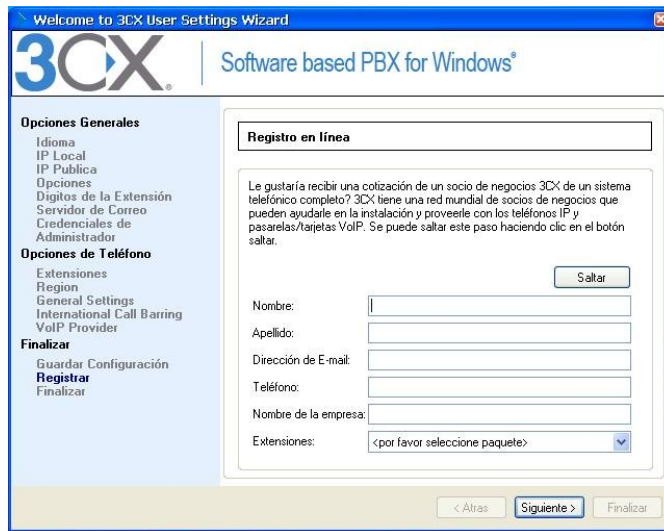 Welcome to 3CX User Settings Wizard
3CX®
Software based PBX for Windows®
Opciones Generales
Idioma
IP Local
IP Publica
Opciones
Digitos de la Extensión
Servidor de Correo
Credenciales de
Administrador
Opciones de Teléfono
Extensiones
Region
General Settings
International Call Barring
VoIP Provider
Finalizar
Guardar Configuración
Registrar
Finalizar
Registro en línea
Le gustaría recibir una cotización de un socio de negocios 3CX de un sistema
telefónico completo? 3CX tiene una red mundial de socios de negocios que
pueden ayudarle en la instalación y proveerle con los teléfonos IP y
pasarelas/tarjetas VoIP. Se puede saltar este paso haciendo clic en el botón
saltar.
Saltar
Nombre:
Apellido:
Dirección de E-mail:
Teléfono:
Nombre de la empresa:
Extensiones: <por favor seleccione paquete>
< Atras Siguiente > Finalizar